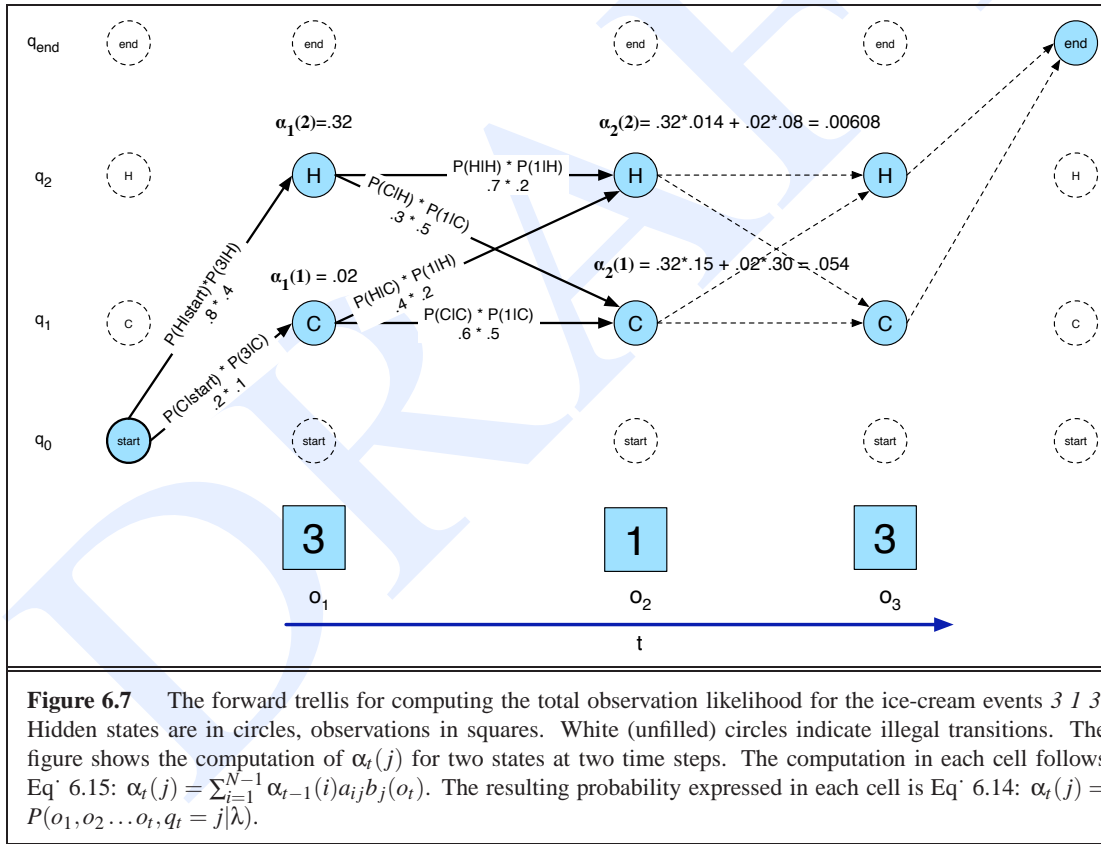 q_end end end end end end
α₁(2)=.32 α₂(2) = .32*.014 + .02*.08 = .00608
q₂ H H H H H
P(H|H) * P(1|H)
.7 * .2
P(C|H) * P(1|C)
.3 * .5
P(H|start)*P(3|H)
.8 * .4
α₁(1) = .02 α₂(1) = .32*.15 + .02*.30 = .054
P(H|C) * P(1|H)
.4 * .2
q₁ C C C C C
P(C|C) * P(1|C)
.6 * .5
P(C|start) * P(3|C)
.2 * .1
q₀ start start start start start
3 1 3
o₁ o₂ o₃
t
DRAF
Figure 6.7 The forward trellis for computing the total observation likelihood for the ice-cream events 3 1 3
Hidden states are in circles, observations in squares. White (unfilled) circles indicate illegal transitions. The
figure shows the computation of αₜ(j) for two states at two time steps. The computation in each cell follows
Eq˙ 6.15: αₜ(j) = ∑_{i=1}^{N−1} αₜ₋₁(i)a_{ij}b_j(oₜ). The resulting probability expressed in each cell is Eq˙ 6.14: αₜ(j) =
P(o₁,o₂…oₜ,qₜ = j|λ).